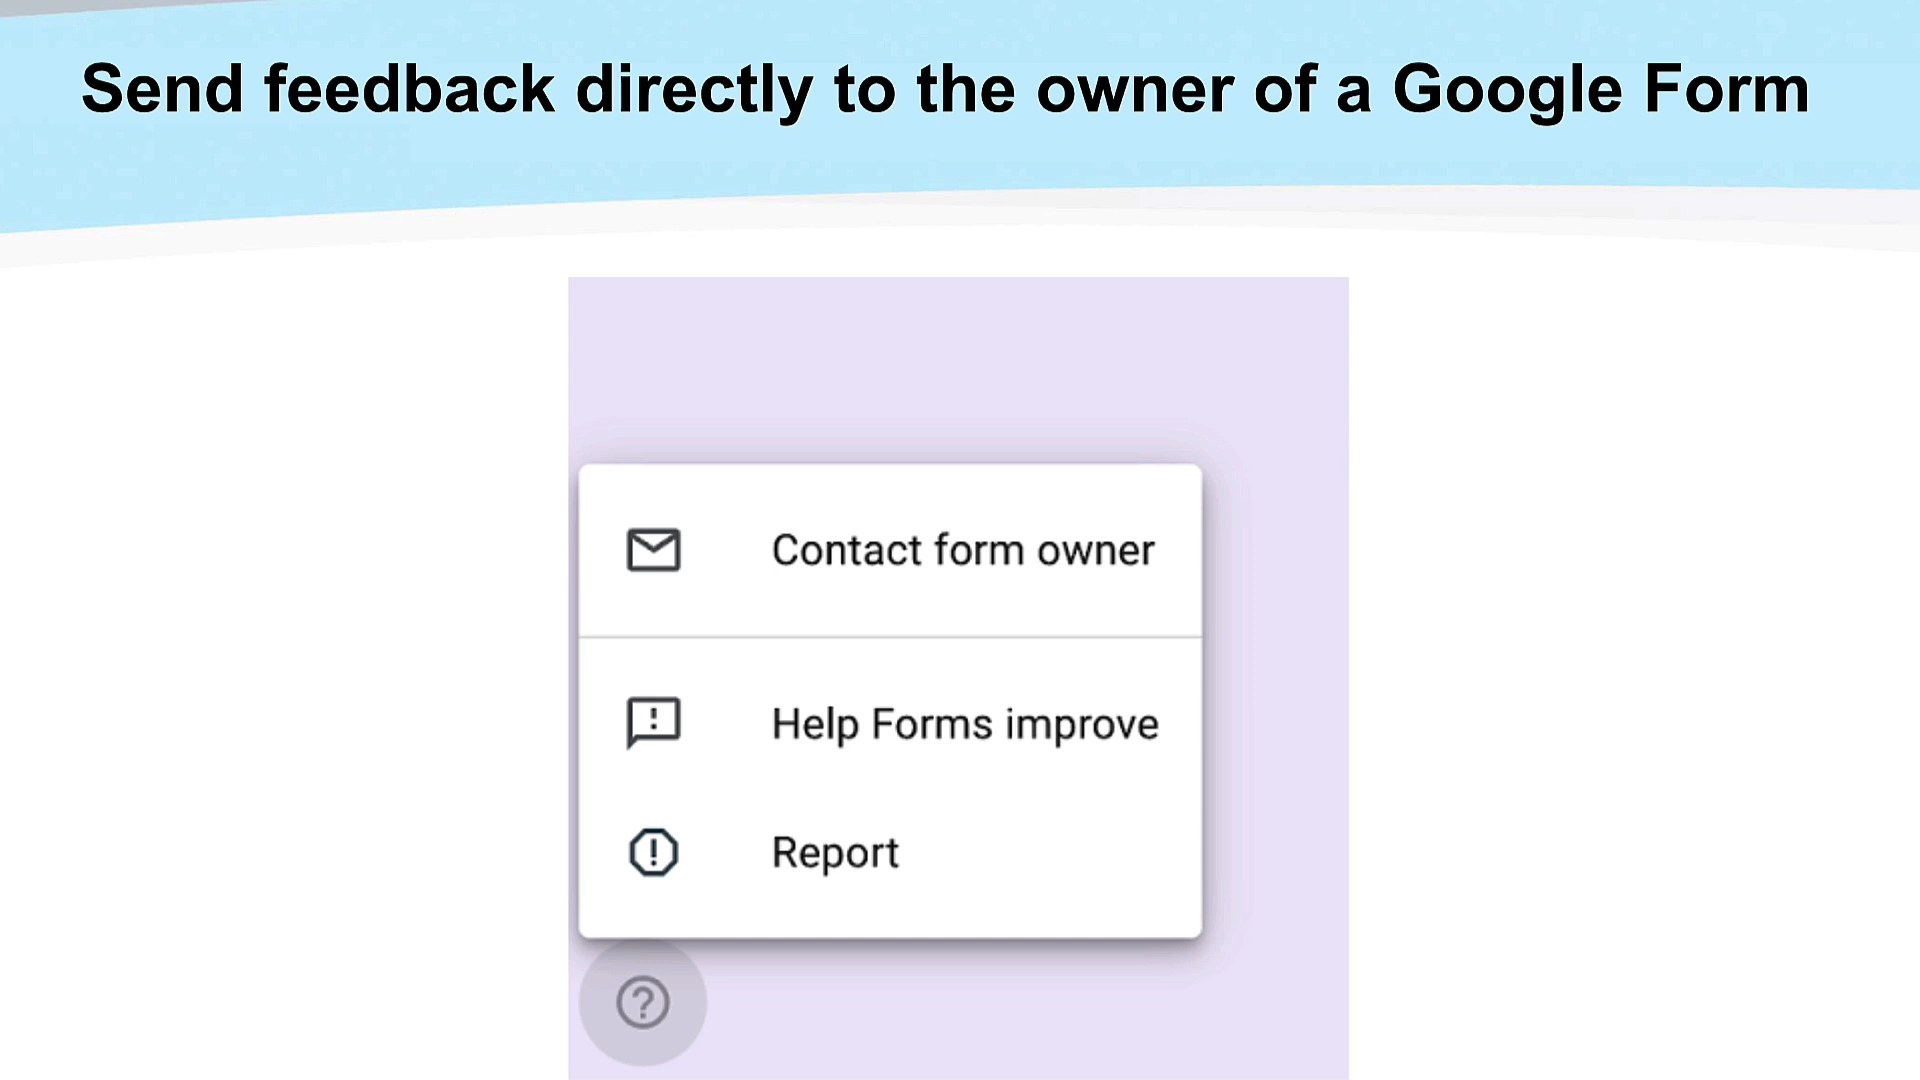 Send feedback directly to the owner of a Google Form
Contact form owner
Help Forms improve
Report